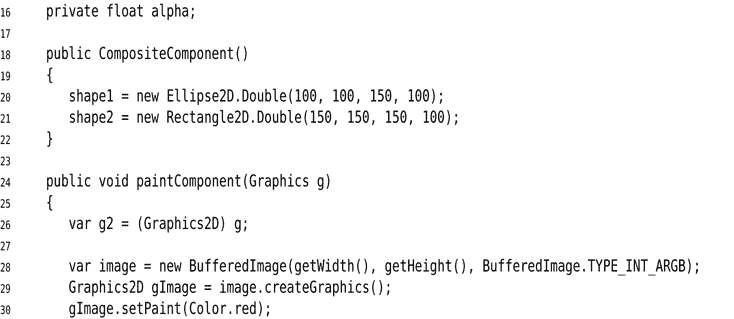 16 private float alpha;
17
18 public CompositeComponent()
19 {
20 shape1 = new Ellipse2D.Double(100, 100, 150, 100);
21 shape2 = new Rectangle2D.Double(150, 150, 150, 100);
22 }
23
24 public void paintComponent(Graphics g)
25 {
26 var g2 = (Graphics2D) g;
27
28 var image = new BufferedImage(getWidth(), getHeight(), BufferedImage.TYPE_INT_ARGB);
29 Graphics2D gImage = image.createGraphics();
30 gImage.setPaint(Color.red);